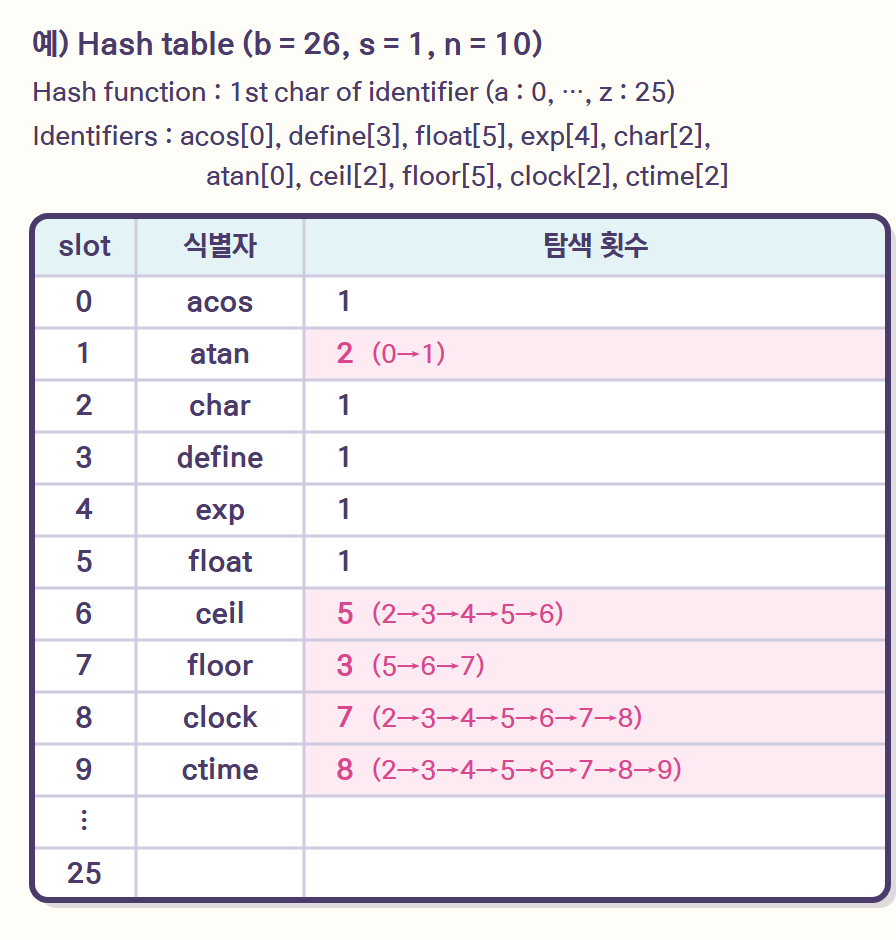 예) Hash table (b = 26, s = 1, n = 10)
Hash function : 1st char of identifier (a : 0, ···, z : 25)
Identifiers : acos[0], define[3], float[5], exp[4], char[2],
atan[0], ceil[2], floor[5], clock[2], ctime[2]
slot 식별자 탐색 횟수
0 acos 1
1 atan 2 (0→1)
2 char 1
3 define 1
4 exp 1
5 float 1
6 ceil 5 (2→3→4→5→6)
7 floor 3 (5→6→7)
8 clock 7 (2→3→4→5→6→7→8)
9 ctime 8 (2→3→4→5→6→7→8→9)
⋮
25